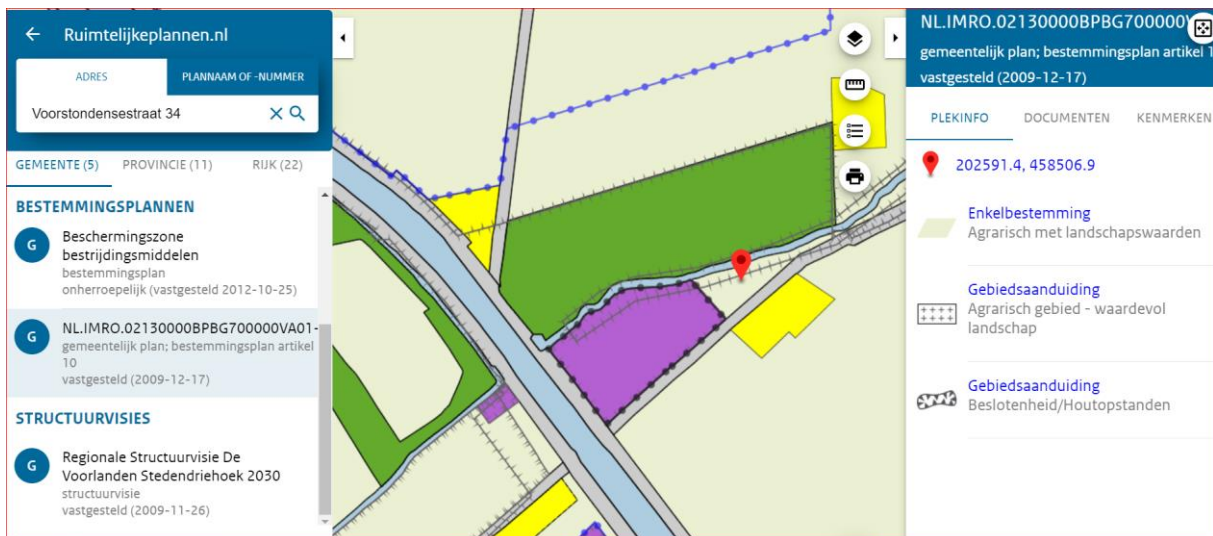 Ruimtelijkeplannen.nl
ADRES
PLANNAAM OF -NUMMER
Voorstondensestraat 34
GEMEENTE (5)
PROVINCIE (11)
RIJK (22)
BESTEMMINGSPLANNEN
G
Beschermingszone
bestrijdingsmiddelen
bestemmingsplan
onherroepelijk (vastgesteld 2012-10-25)
G
NL.IMRO.02130000BPBG700000VA01-
gemeentelijk plan; bestemmingsplan artikel
10
vastgesteld (2009-12-17)
STRUCTUURVISIES
G
Regionale Structuurvisie De
Voorlanden Stedendriehoek 2030
structuurvisie
vastgesteld (2009-11-26)
NL.IMRO.02130000BPBG700000V
gemeentelijk plan; bestemmingsplan artikel 1
vastgesteld (2009-12-17)
PLEKINFO
DOCUMENTEN
KENMERKEN
202591.4, 458506.9
Enkelbestemming
Agrarisch met landschapswaarden
Gebiedsaanduiding
Agrarisch gebied - waardevol
landschap
Gebiedsaanduiding
Beslotenheid/Houtopstanden